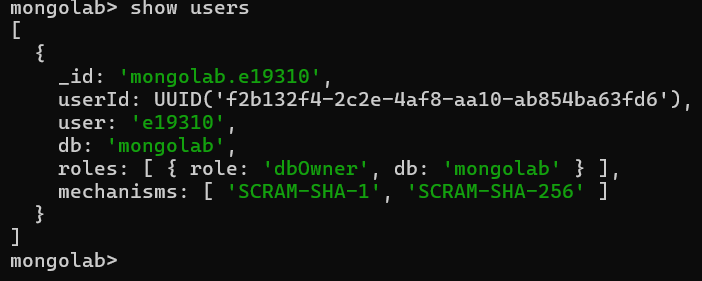 mongolab> show users
[
  {
    _id: 'mongolab.e19310',
    userId: UUID('f2b132f4-2c2e-4af8-aa10-ab854ba63fd6'),
    user: 'e19310',
    db: 'mongolab',
    roles: [ { role: 'dbOwner', db: 'mongolab' } ],
    mechanisms: [ 'SCRAM-SHA-1', 'SCRAM-SHA-256' ]
  }
]
mongolab>